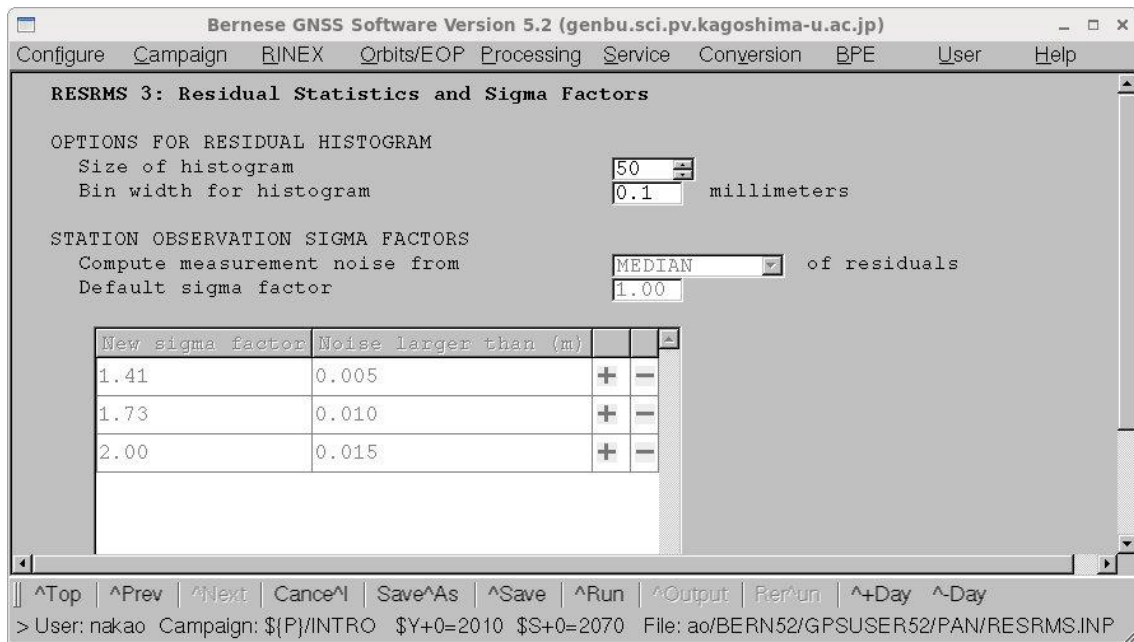 Bernese GNSS Software Version 5.2 (genbu.sci.pv.kagoshima-u.ac.jp)
Configure Campaign RINEX Orbits/EOP Processing Service Conversion BPE User Help
RESRMS 3: Residual Statistics and Sigma Factors
OPTIONS FOR RESIDUAL HISTOGRAM
Size of histogram 50
Bin width for histogram 0.1 millimeters
STATION OBSERVATION SIGMA FACTORS
Compute measurement noise from MEDIAN of residuals
Default sigma factor 1.00
New sigma factor Noise larger than (m)
1.41 0.005 + −
1.73 0.010 + −
2.00 0.015 + −
^Top | ^Prev | ^Next | Cance^l | Save^As | ^Save | ^Run | ^Output | Rer^un | ^+Day ^-Day
> User: nakao Campaign: ${P}/INTRO $Y+0=2010 $S+0=2070 File: ao/BERN52/GPSUSER52/PAN/RESRMS.INP